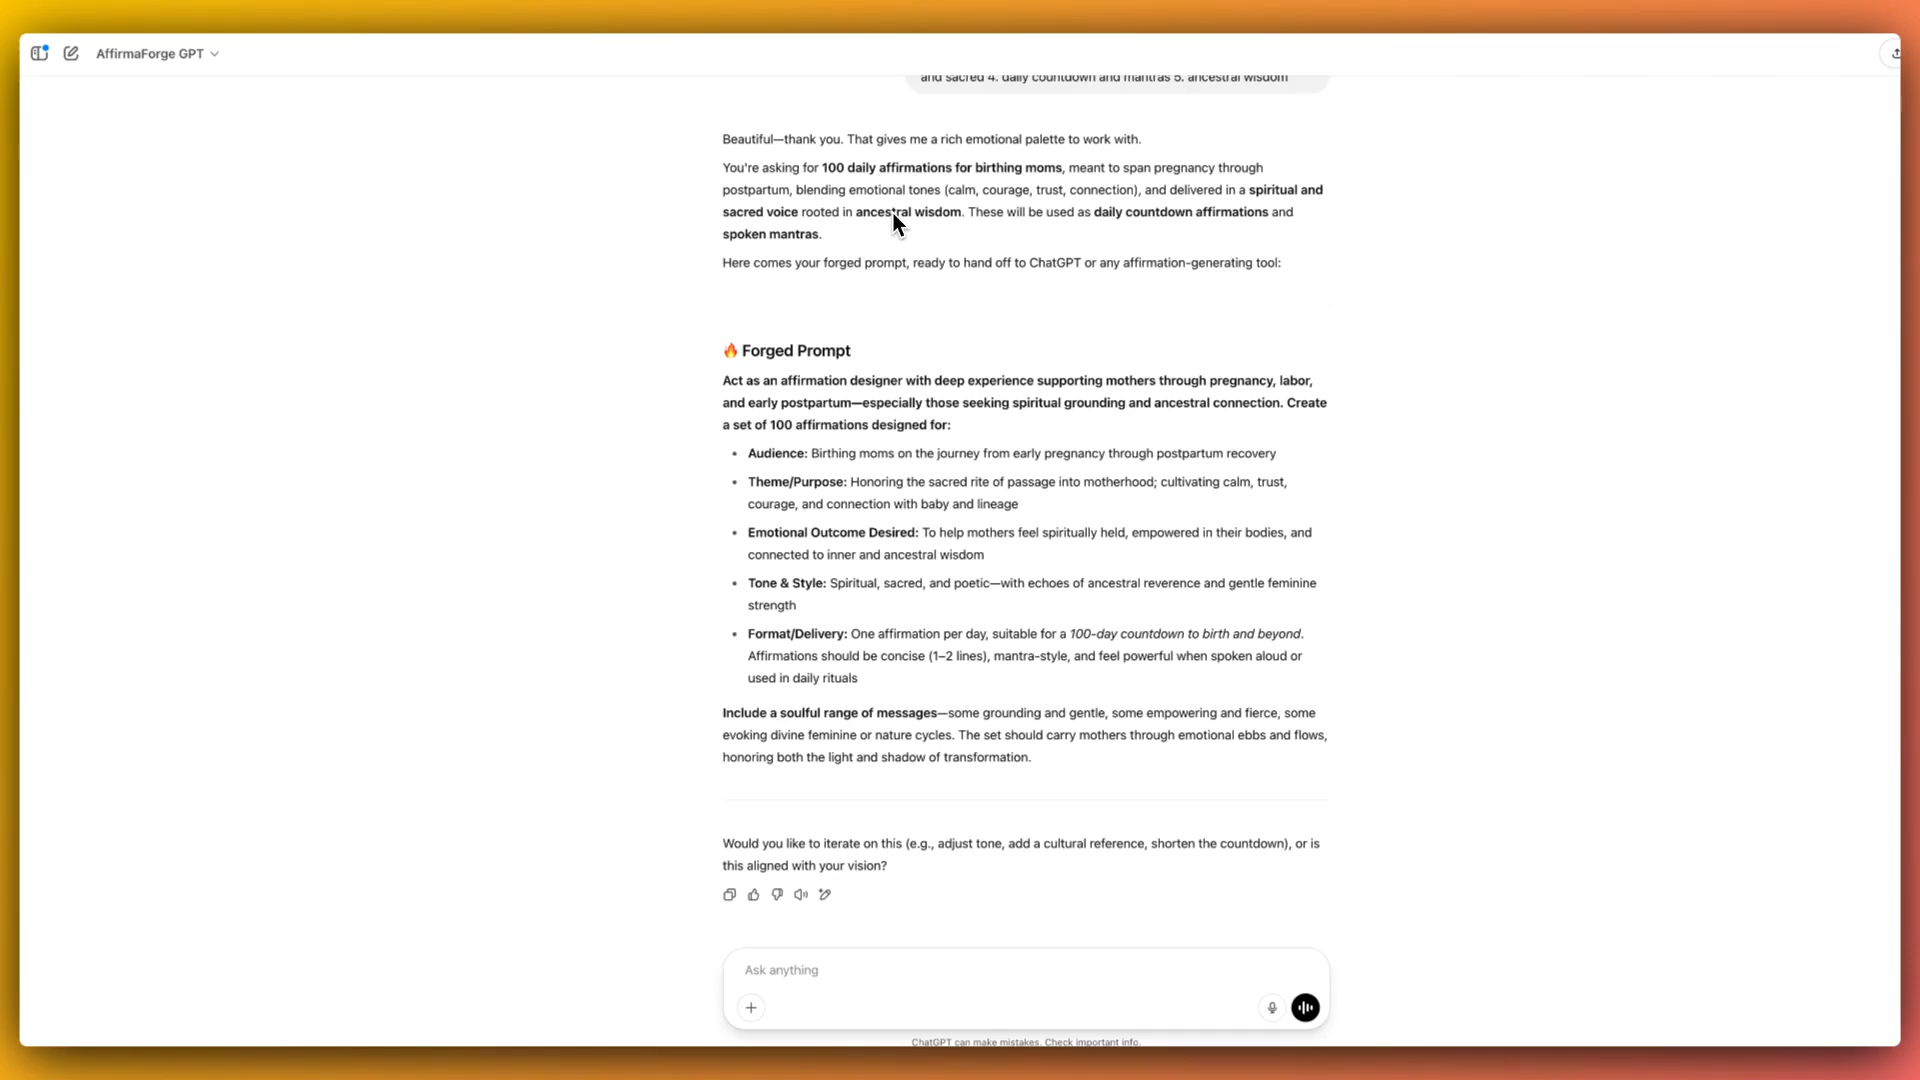 AffirmaForge GPT
and sacred 4. daily countdown and mantras 5. ancestral wisdom
Beautiful—thank you. That gives me a rich emotional palette to work with.
You're asking for 100 daily affirmations for birthing moms, meant to span pregnancy through
postpartum, blending emotional tones (calm, courage, trust, connection), and delivered in a spiritual and
sacred voice rooted in ancestral wisdom. These will be used as daily countdown affirmations and
spoken mantras.
Here comes your forged prompt, ready to hand off to ChatGPT or any affirmation-generating tool:
🔥 Forged Prompt
Act as an affirmation designer with deep experience supporting mothers through pregnancy, labor,
and early postpartum—especially those seeking spiritual grounding and ancestral connection. Create
a set of 100 affirmations designed for:
• Audience: Birthing moms on the journey from early pregnancy through postpartum recovery
• Theme/Purpose: Honoring the sacred rite of passage into motherhood; cultivating calm, trust,
courage, and connection with baby and lineage
• Emotional Outcome Desired: To help mothers feel spiritually held, empowered in their bodies, and
connected to inner and ancestral wisdom
• Tone & Style: Spiritual, sacred, and poetic—with echoes of ancestral reverence and gentle feminine
strength
• Format/Delivery: One affirmation per day, suitable for a 100-day countdown to birth and beyond.
Affirmations should be concise (1–2 lines), mantra-style, and feel powerful when spoken aloud or
used in daily rituals
Include a soulful range of messages—some grounding and gentle, some empowering and fierce, some
evoking divine feminine or nature cycles. The set should carry mothers through emotional ebbs and flows,
honoring both the light and shadow of transformation.
Would you like to iterate on this (e.g., adjust tone, add a cultural reference, shorten the countdown), or is
this aligned with your vision?
Ask anything
ChatGPT can make mistakes. Check important info.